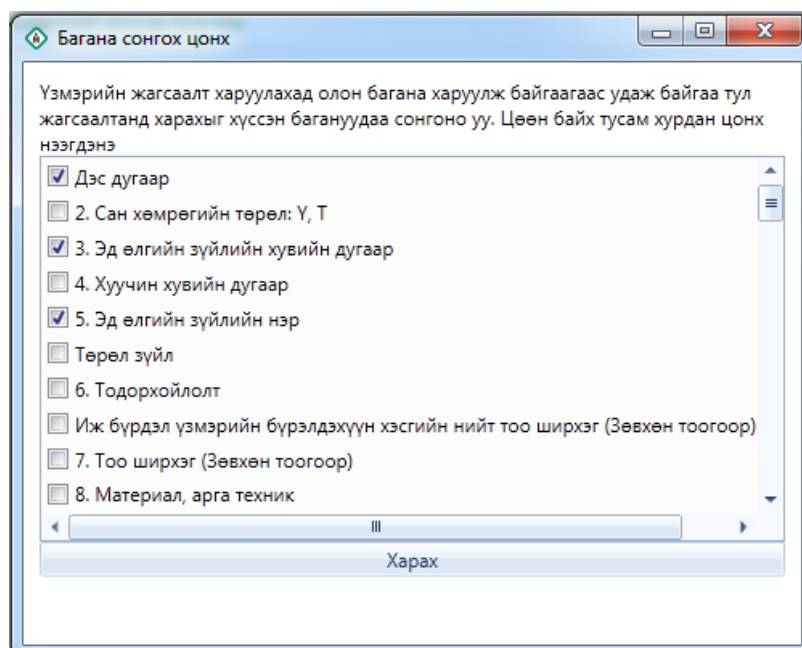 Багана сонгох цонх
Үзмэрийн жагсаалт харуулахад олон багана харуулж байгаагаас удаж байгаа тул
жагсаалтанд харахыг хүссэн багануудаа сонгоно уу. Цөөн байх тусам хурдан цонх
нээгдэнэ
Дэс дугаар
2. Сан хөмрөгийн төрөл: Ү, Т
3. Эд өлгийн зүйлийн хувийн дугаар
4. Хуучин хувийн дугаар
5. Эд өлгийн зүйлийн нэр
Төрөл зүйл
6. Тодорхойлолт
Иж бүрдэл үзмэрийн бүрэлдэхүүн хэсгийн нийт тоо ширхэг (Зөвхөн тоогоор)
7. Тоо ширхэг (Зөвхөн тоогоор)
8. Материал, арга техник
Харах